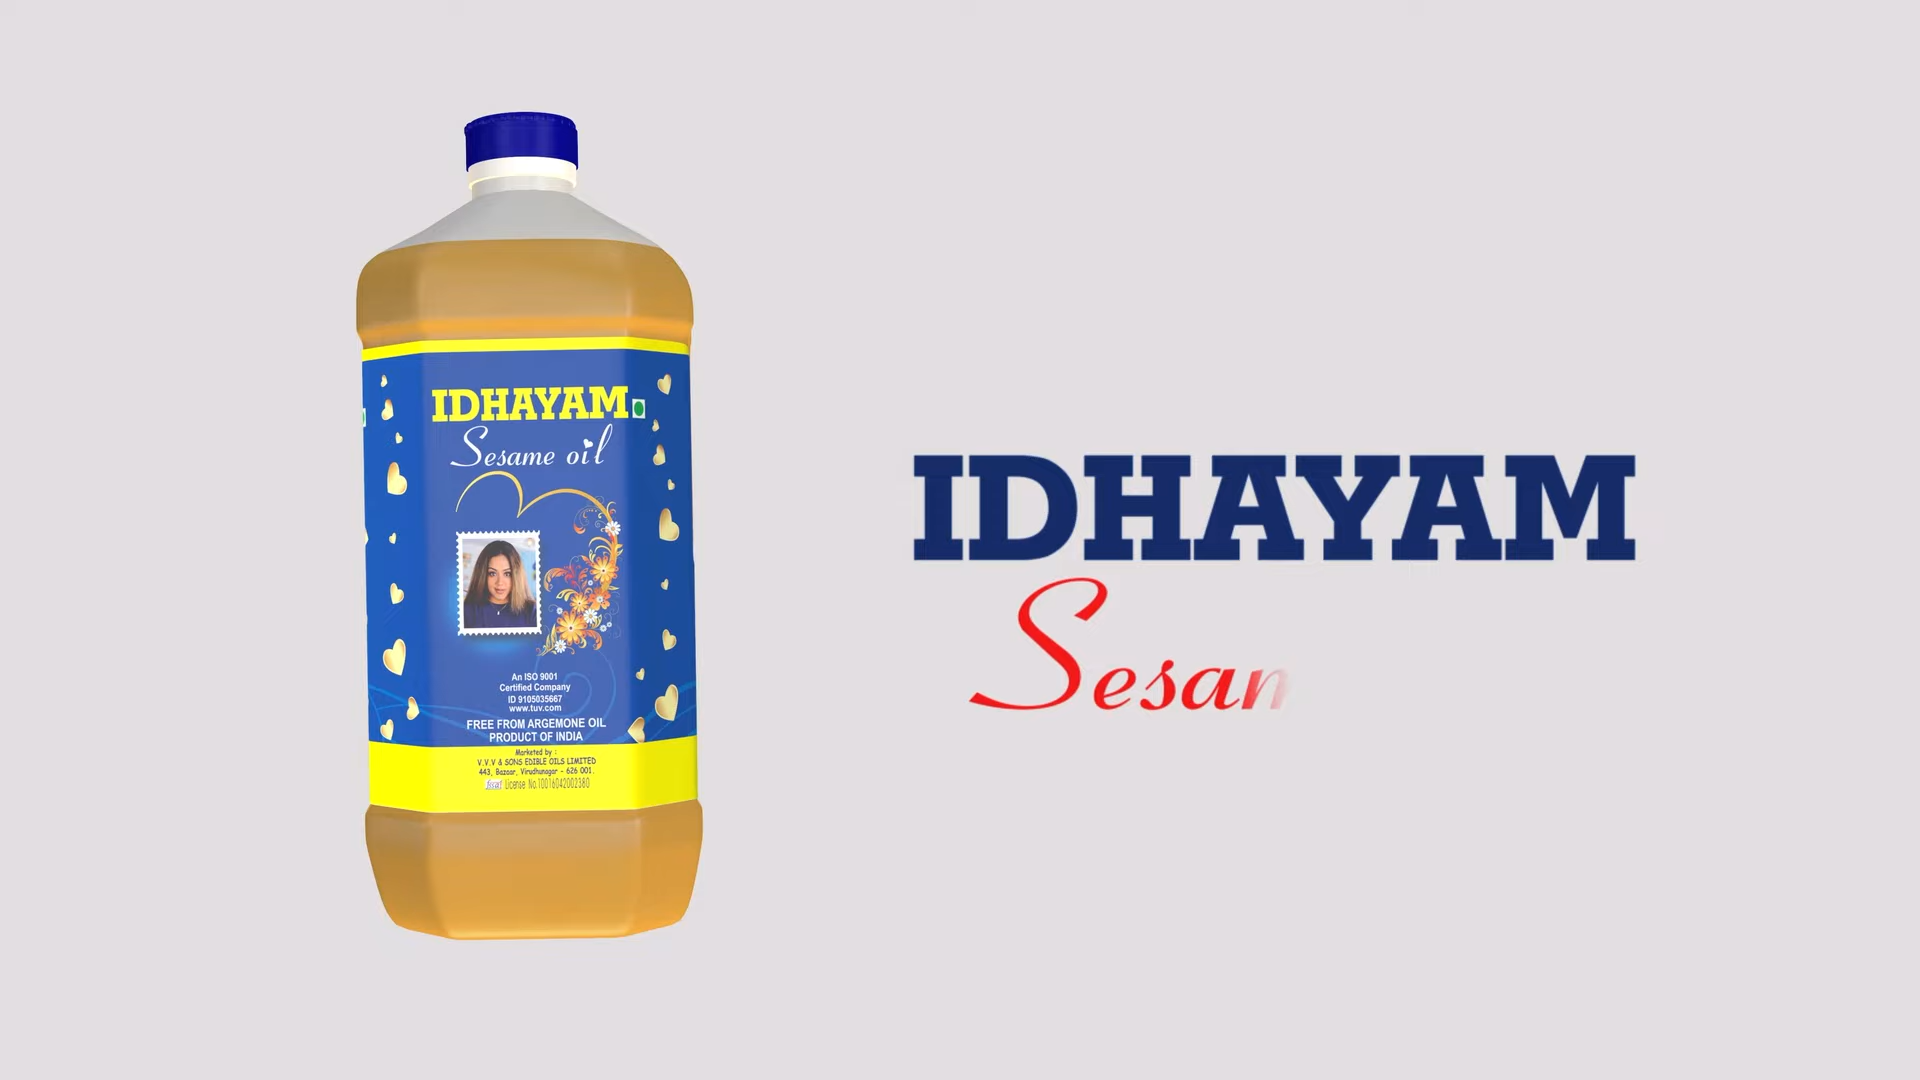 IDHAYAM
Sesame oil
An ISO 9001
Certified Company
ID 9105035667
www.tuv.com
FREE FROM ARGEMONE OIL
PRODUCT OF INDIA
Marketed by :
V.V.V & SONS EDIBLE OILS LIMITED
443, Bazaar, Virudhunagar - 626 001.
fssai License No.10016042002380
IDHAYAM
Sesan